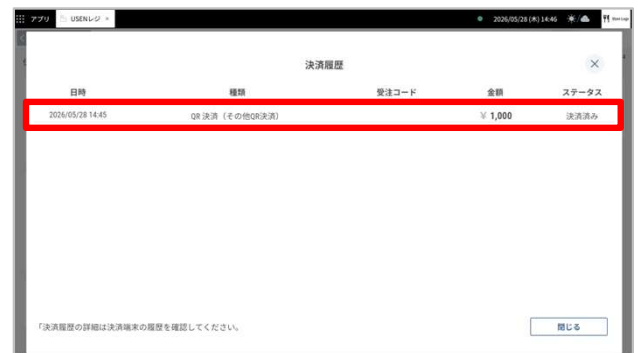 アプリ USENレジ × 2026/05/28 (木) 14:46
決済履歴 ×
日時 種類 受注コード 金額 ステータス
2026/05/28 14:45 QR 決済（その他QR決済） ¥ 1,000 決済済み
「決済履歴の詳細は決済端末の履歴を確認してください。 閉じる